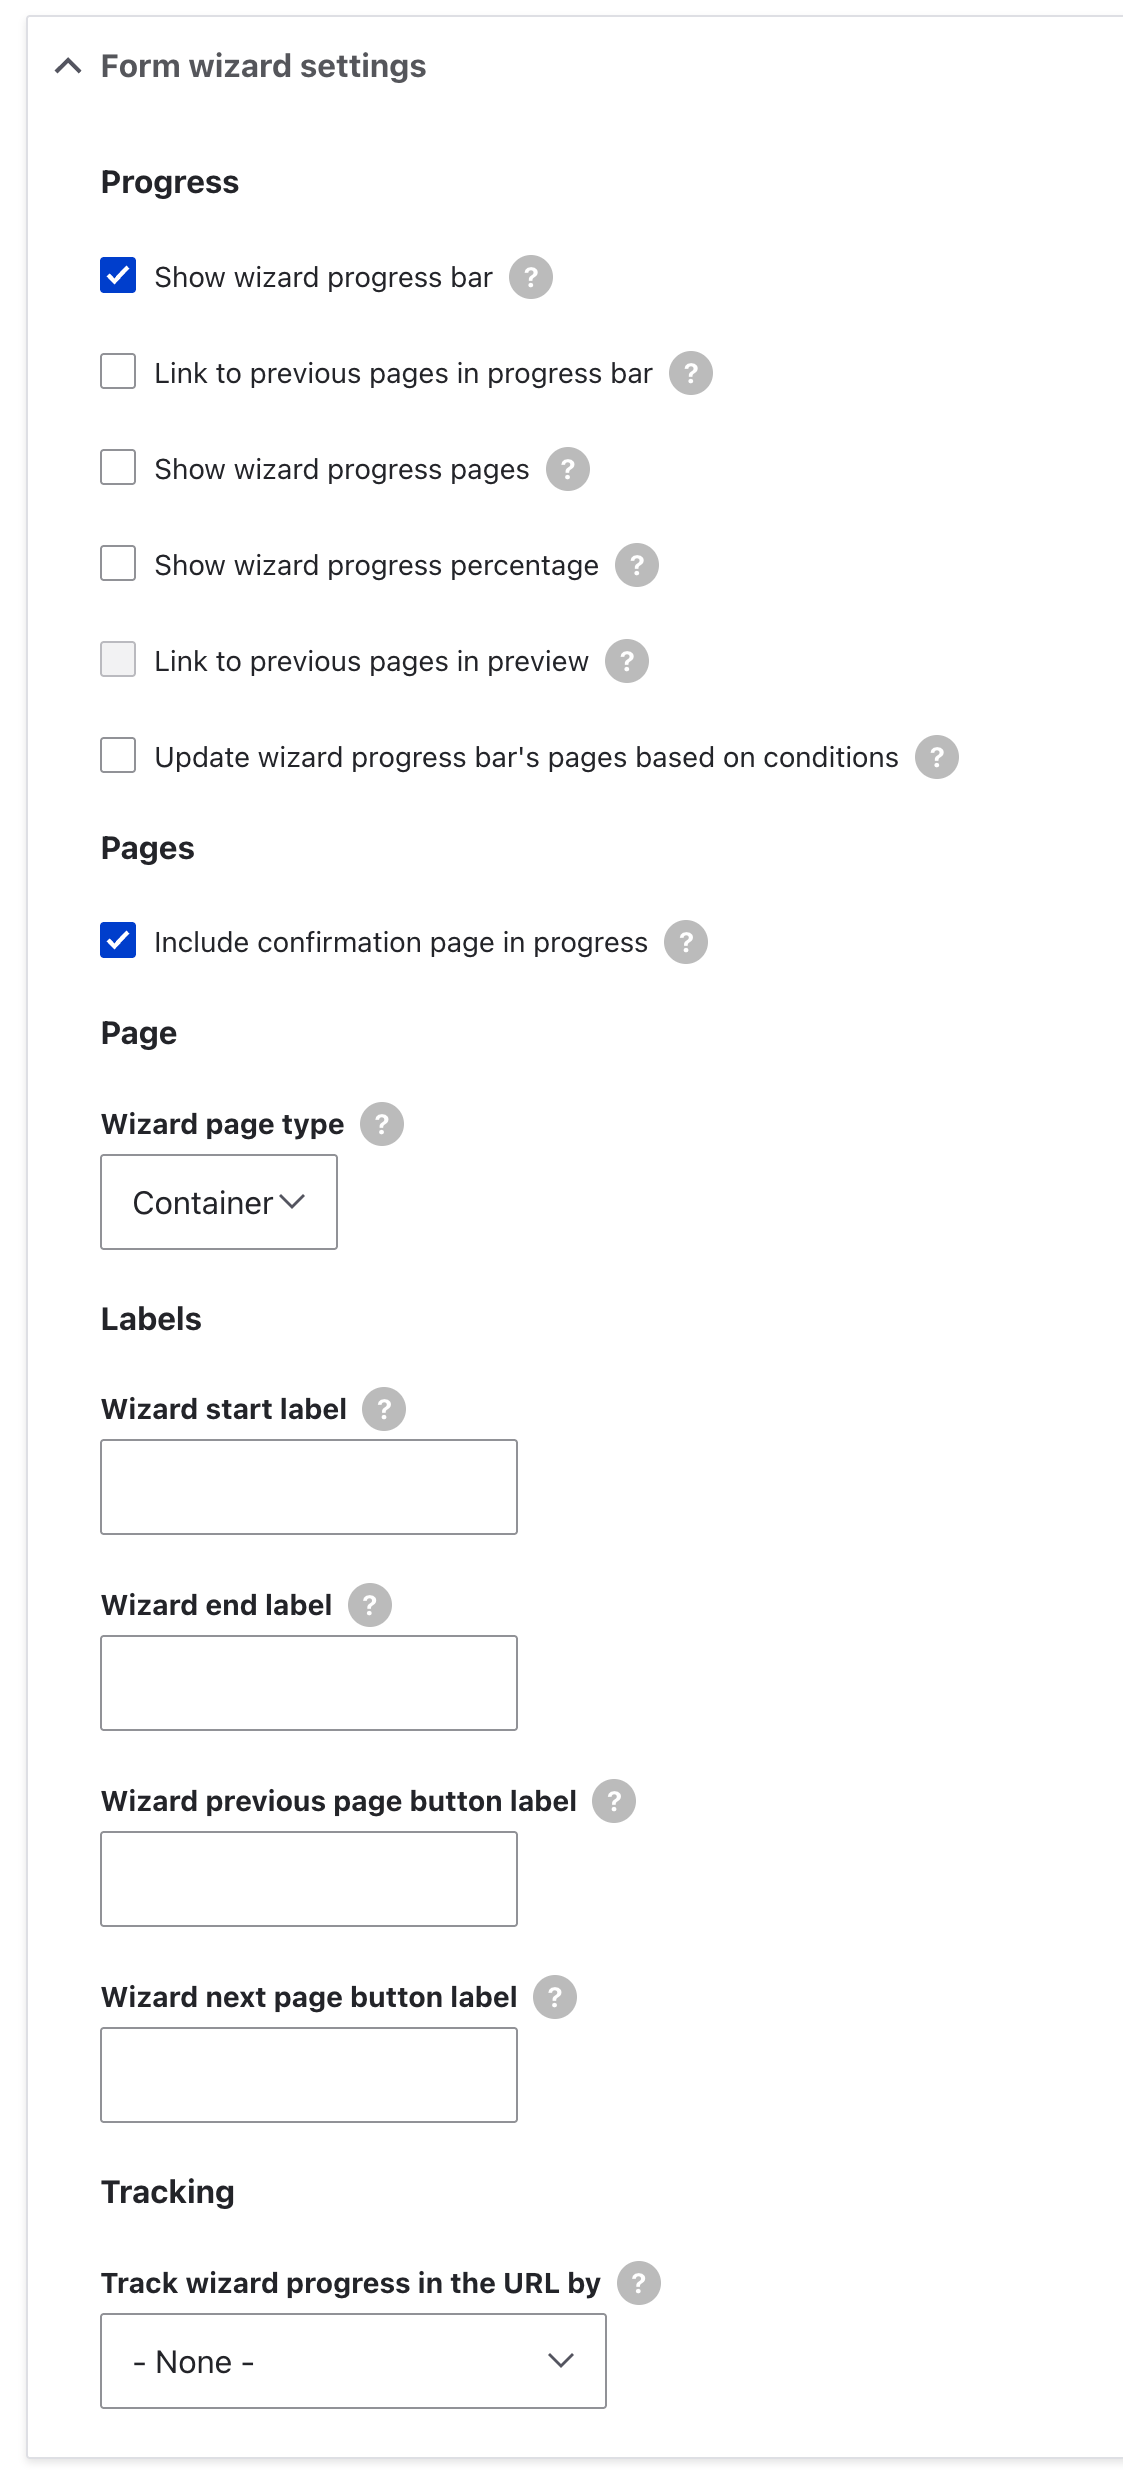 Form wizard settings
Progress
Show wizard progress bar ?
Link to previous pages in progress bar ?
Show wizard progress pages ?
Show wizard progress percentage ?
Link to previous pages in preview ?
Update wizard progress bar's pages based on conditions ?
Pages
Include confirmation page in progress ?
Page
Wizard page type ?
Container
Labels
Wizard start label ?
Wizard end label ?
Wizard previous page button label ?
Wizard next page button label ?
Tracking
Track wizard progress in the URL by ?
- None -